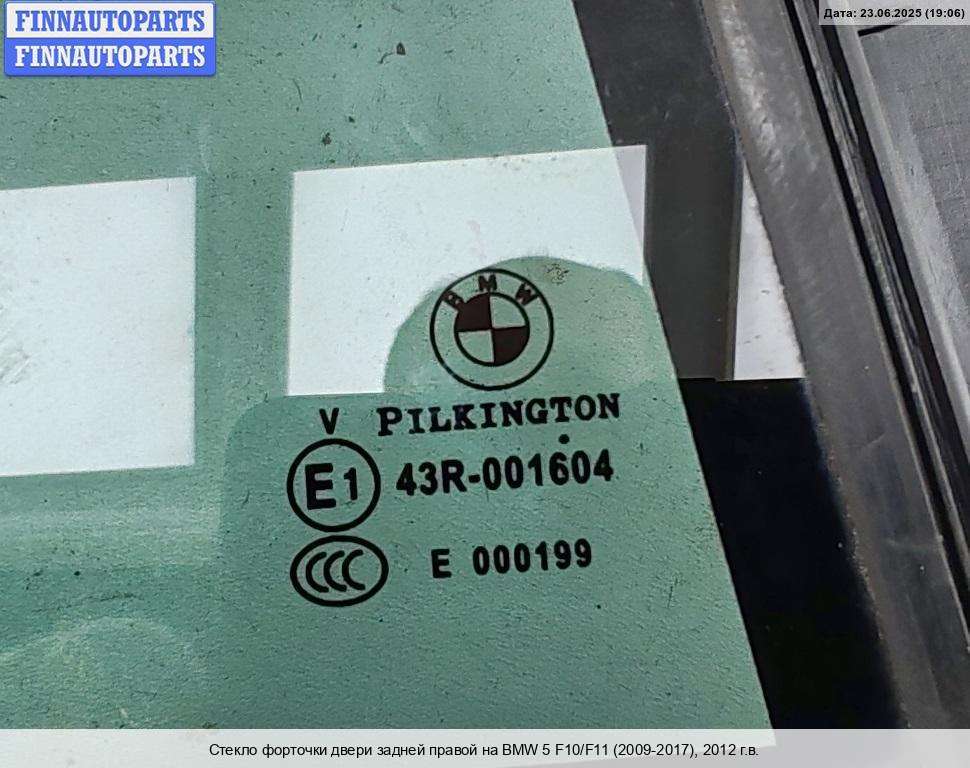 FINNAUTOPARTS
FINNAUTOPARTS
Дата: 23.06.2025 (19:06)
BMW
V PILKINGTON
E1 43R-001604
CCC E 000199
Стекло форточки двери задней правой на BMW 5 F10/F11 (2009-2017), 2012 г.в.